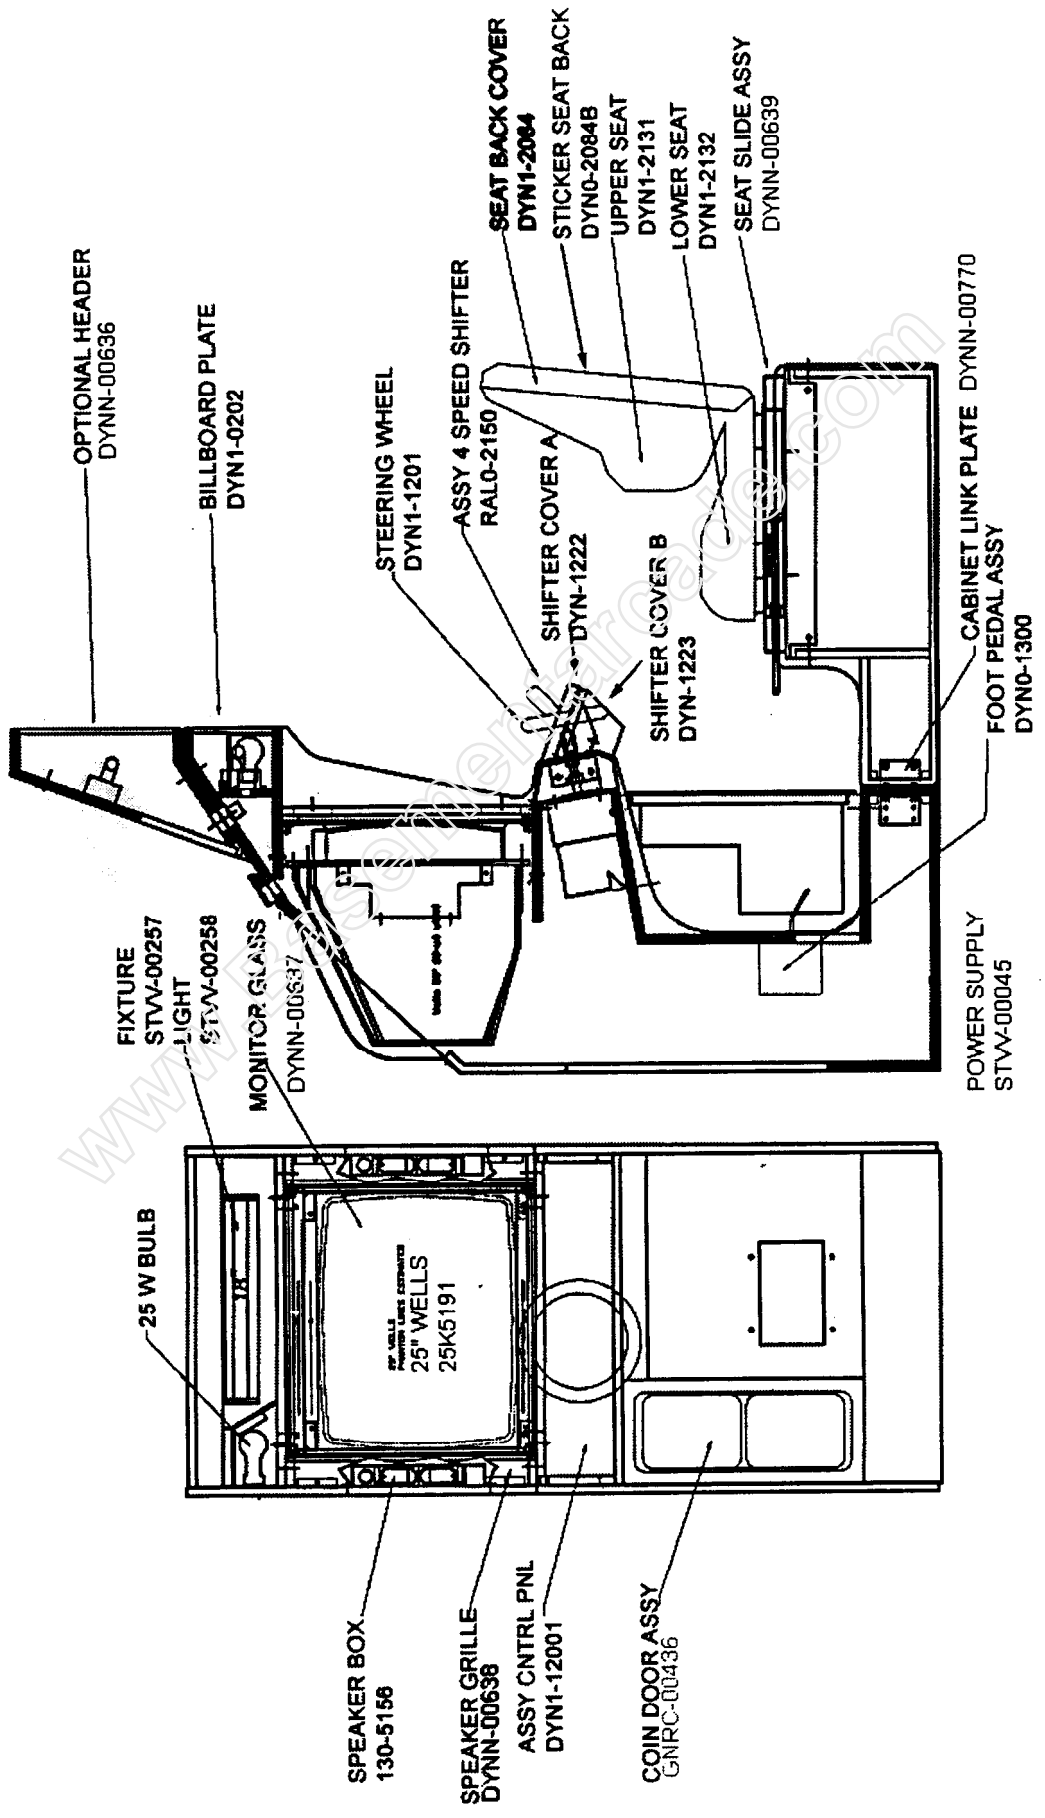 OPTIONAL HEADER
DYNN-00636
BILLBOARD PLATE
DYN1-0202
STEERING WHEEL
DYN1-1201
ASSY 4 SPEED SHIFTER
RAL0-2150
SHIFTER COVER A
DYN-1222
SHIFTER COVER B
DYN-1223
SEAT BACK COVER
DYN1-2084
STICKER SEAT BACK
DYN0-2084B
UPPER SEAT
DYN1-2131
LOWER SEAT
DYN1-2132
SEAT SLIDE ASSY
DYNN-00639
CABINET LINK PLATE DYNN-00770
FOOT PEDAL ASSY
DYN0-1300
POWER SUPPLY
STVV-00045
FIXTURE
STVV-00257
LIGHT
STVV-00258
MONITOR GLASS
DYNN-00637
25 W BULB
18"
25" WELLS
25K5191
SPEAKER BOX
130-5156
SPEAKER GRILLE
DYNN-00638
ASSY CNTRL PNL
DYN1-12001
COIN DOOR ASSY
GNRC-00436
www.Basementarcade.com